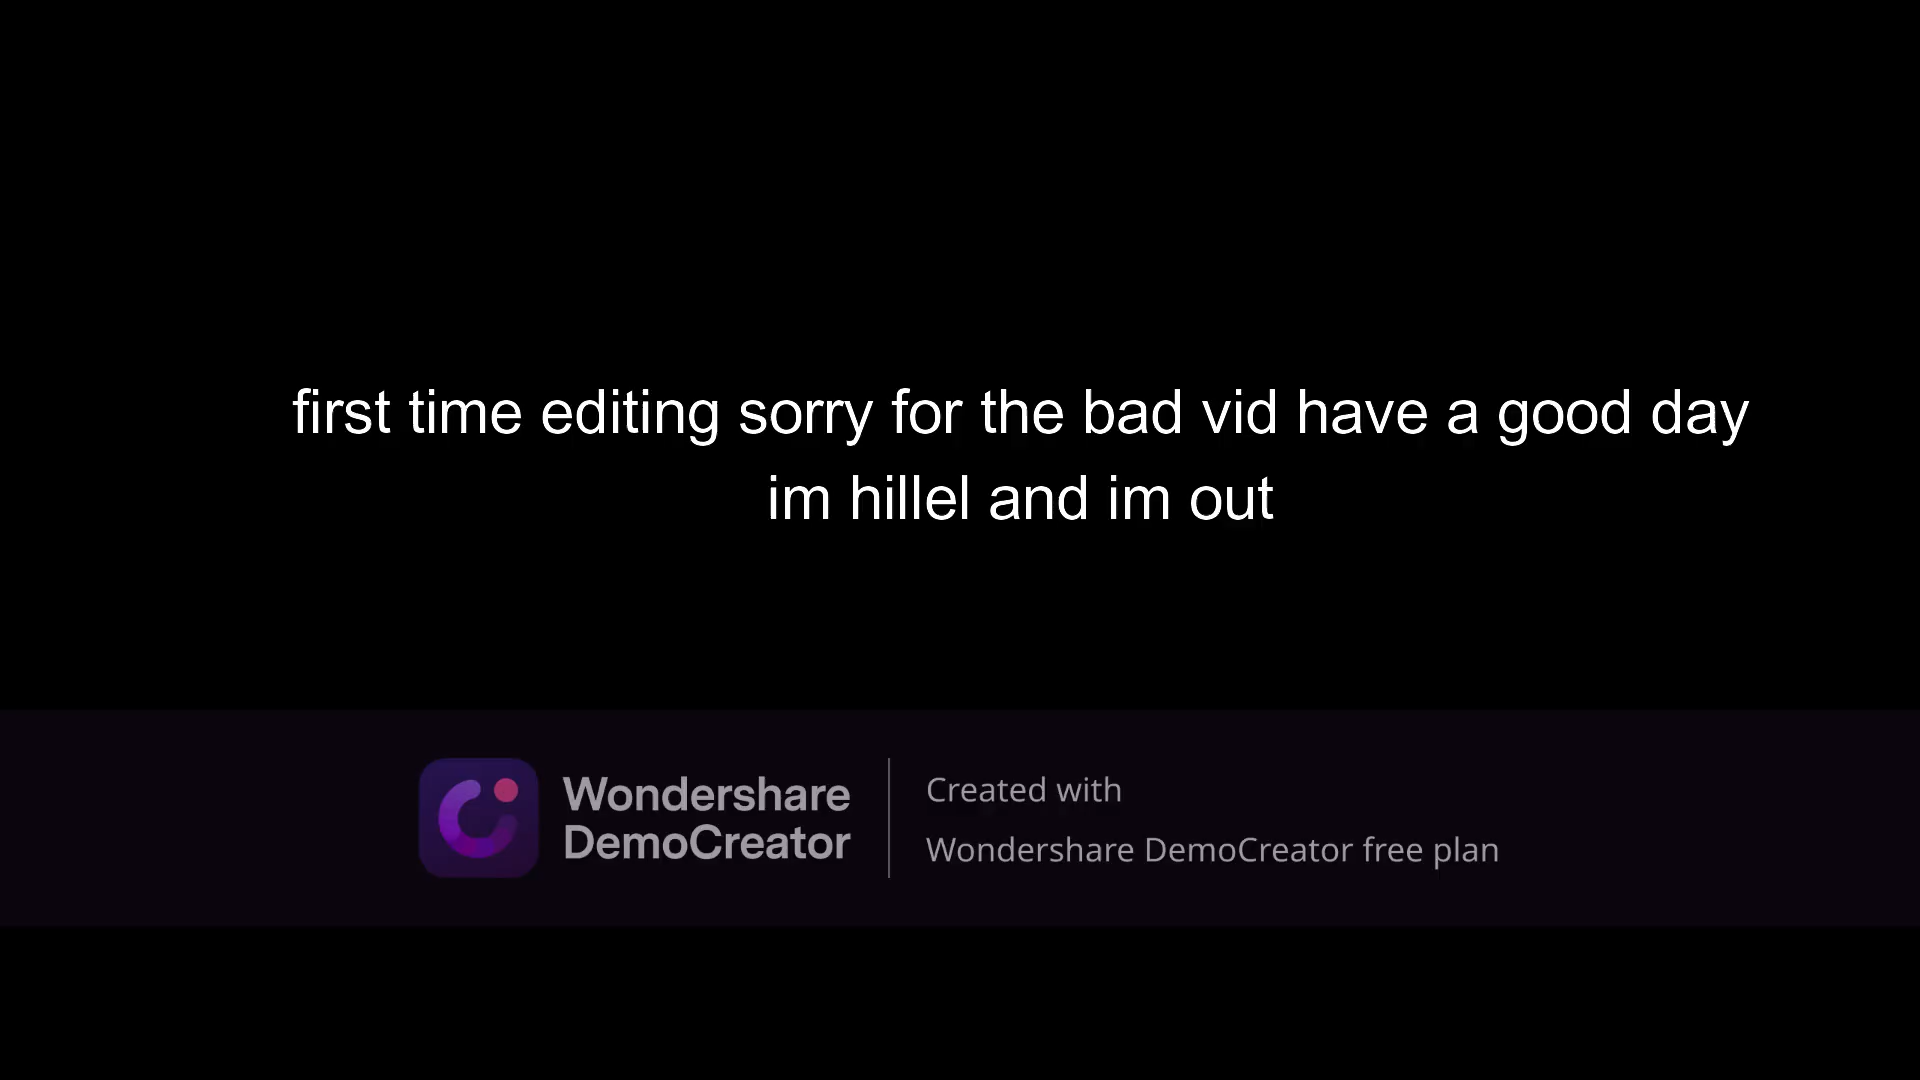 first time editing sorry for the bad vid have a good day
im hillel and im out
Wondershare
DemoCreator
Created with
Wondershare DemoCreator free plan